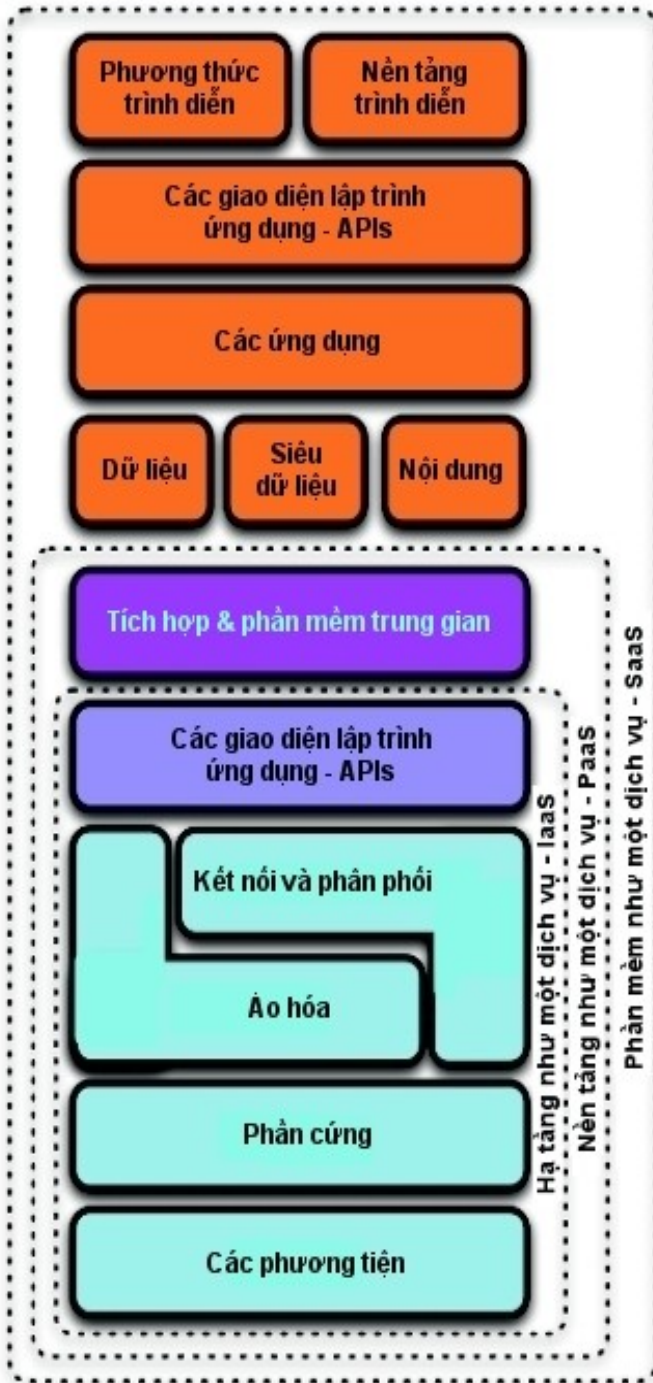 Phương thức
trình diễn
Nền tảng
trình diễn
Các giao diện lập trình
ứng dụng - APIs
Các ứng dụng
Dữ liệu
Siêu
dữ liệu
Nội dung
Tích hợp & phần mềm trung gian
Các giao diện lập trình
ứng dụng - APIs
Kết nối và phân phối
Ảo hóa
Phần cứng
Các phương tiện
Hạ tầng như một dịch vụ - IaaS
Nền tảng như một dịch vụ - PaaS
Phần mềm như một dịch vụ - SaaS